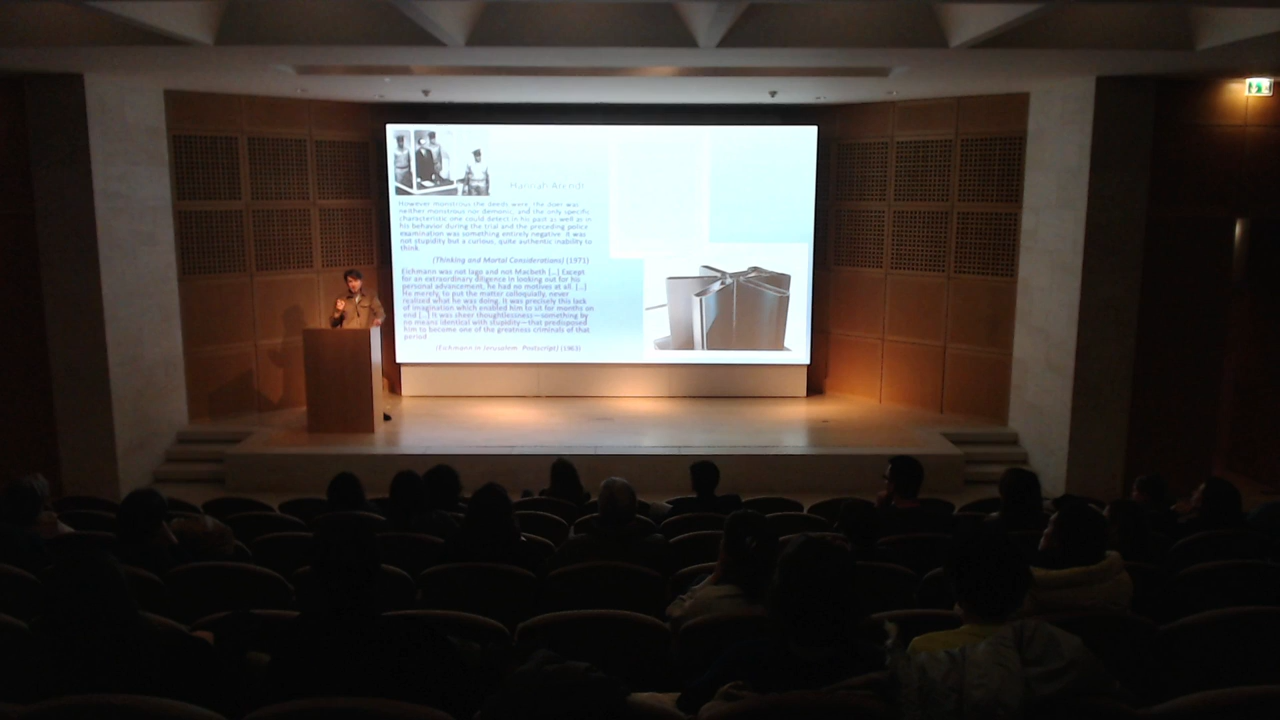 Hannah Arendt
However monstrous the deeds were, the doer was
neither monstrous nor demonic, and the only specific
characteristic one could detect in his past as well as in
his behavior during the trial and the preceding police
examination was something entirely negative: it was
not stupidity but a curious, quite authentic inability to
think.
(Thinking and Mortal Considerations) (1971)
Eichmann was not Iago and not Macbeth [...] Except
for an extraordinary diligence in looking out for his
personal advancement, he had no motives at all. [...]
He merely, to put the matter colloquially, never
realised what he was doing. It was precisely this lack
of imagination which enabled him to sit for months on
end [...] It was sheer thoughtlessness—something by
no means identical with stupidity—that predisposed
him to become one of the greatness criminals of that
period
(Eichmann in Jerusalem. Postscript) (1963)